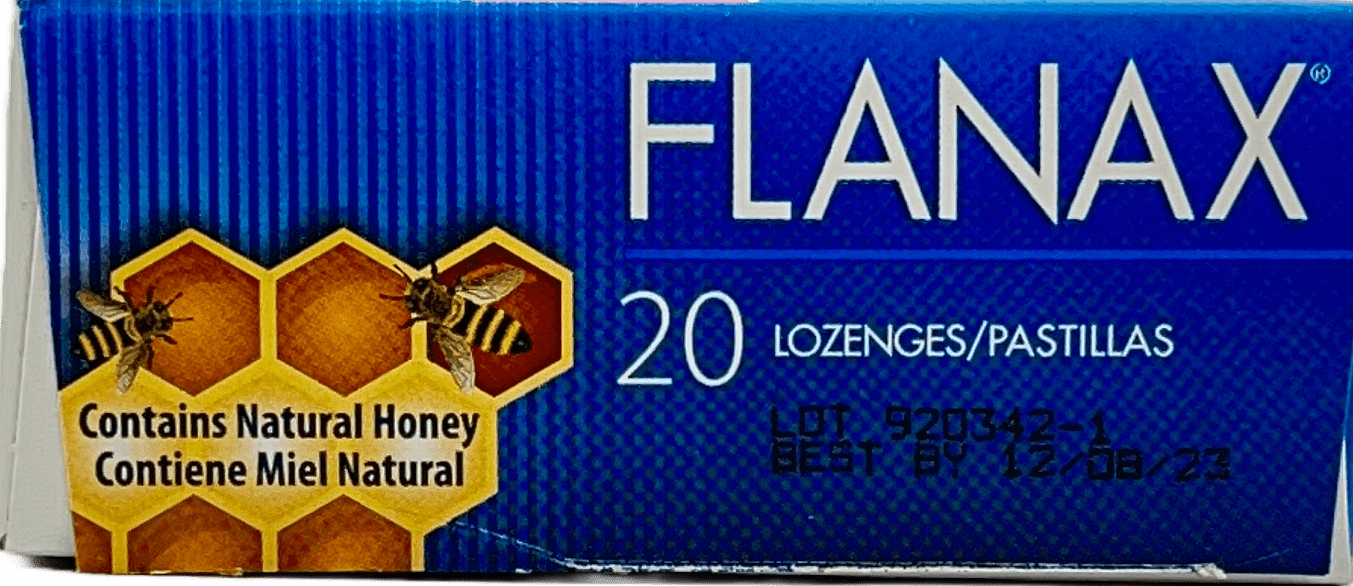 FLANAX®
20 LOZENGES/PASTILLAS
Contains Natural Honey
Contiene Miel Natural
LOT 920342-1
BEST BY 12/08/23